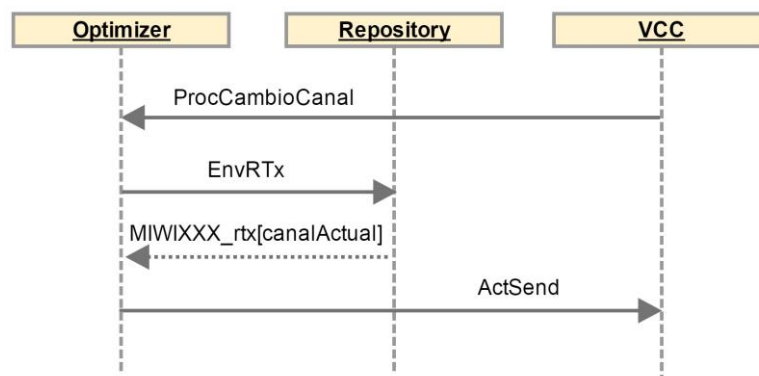 Optimizer Repository VCC
ProcCambioCanal
EnvRTx
MIWIXXX_rtx[canalActual]
ActSend